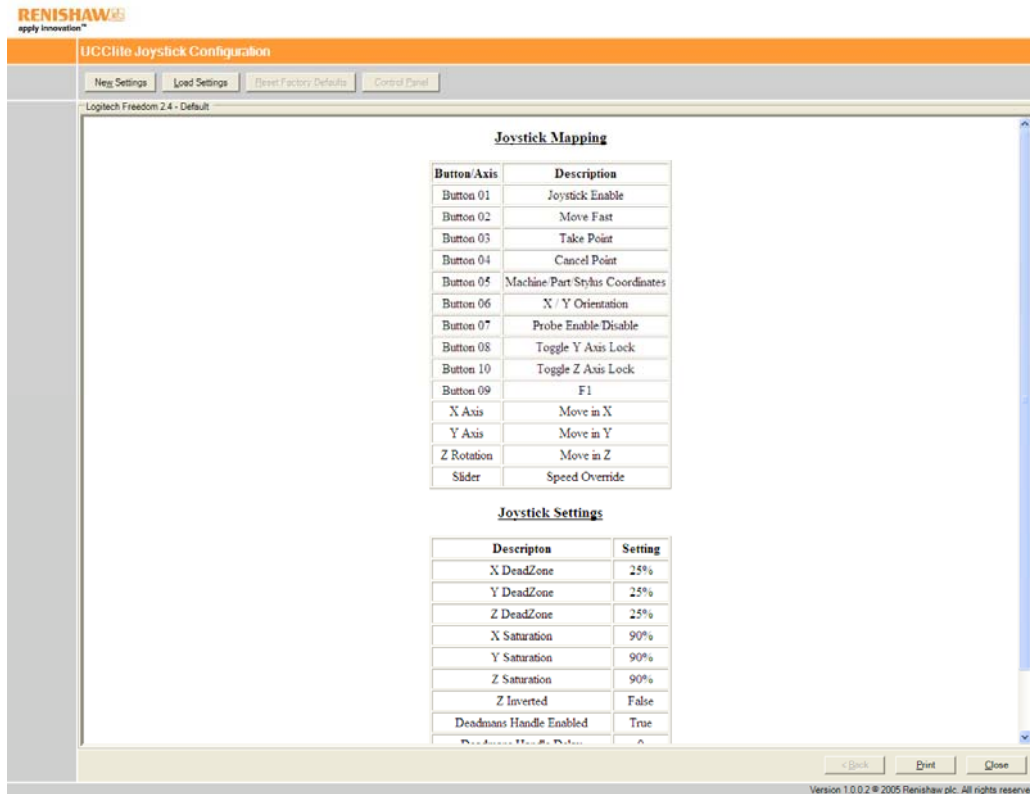 RENISHAW
apply innovation™
UCClite Joystick Configuration
New Settings
Load Settings
Reset Factory Defaults
Control Panel
Logitech Freedom 2.4 - Default
Joystick Mapping
Button/Axis Description
Button 01 Joystick Enable
Button 02 Move Fast
Button 03 Take Point
Button 04 Cancel Point
Button 05 Machine/Part/Stylus Coordinates
Button 06 X / Y Orientation
Button 07 Probe Enable/Disable
Button 08 Toggle Y Axis Lock
Button 10 Toggle Z Axis Lock
Button 09 F1
X Axis Move in X
Y Axis Move in Y
Z Rotation Move in Z
Slider Speed Override
Joystick Settings
Descripton Setting
X DeadZone 25%
Y DeadZone 25%
Z DeadZone 25%
X Saturation 90%
Y Saturation 90%
Z Saturation 90%
Z Inverted False
Deadmans Handle Enabled True
Deadmans Handle Delay 0
< Back
Print
Close
Version 1.0.0.2 © 2005 Renishaw plc. All rights reserve